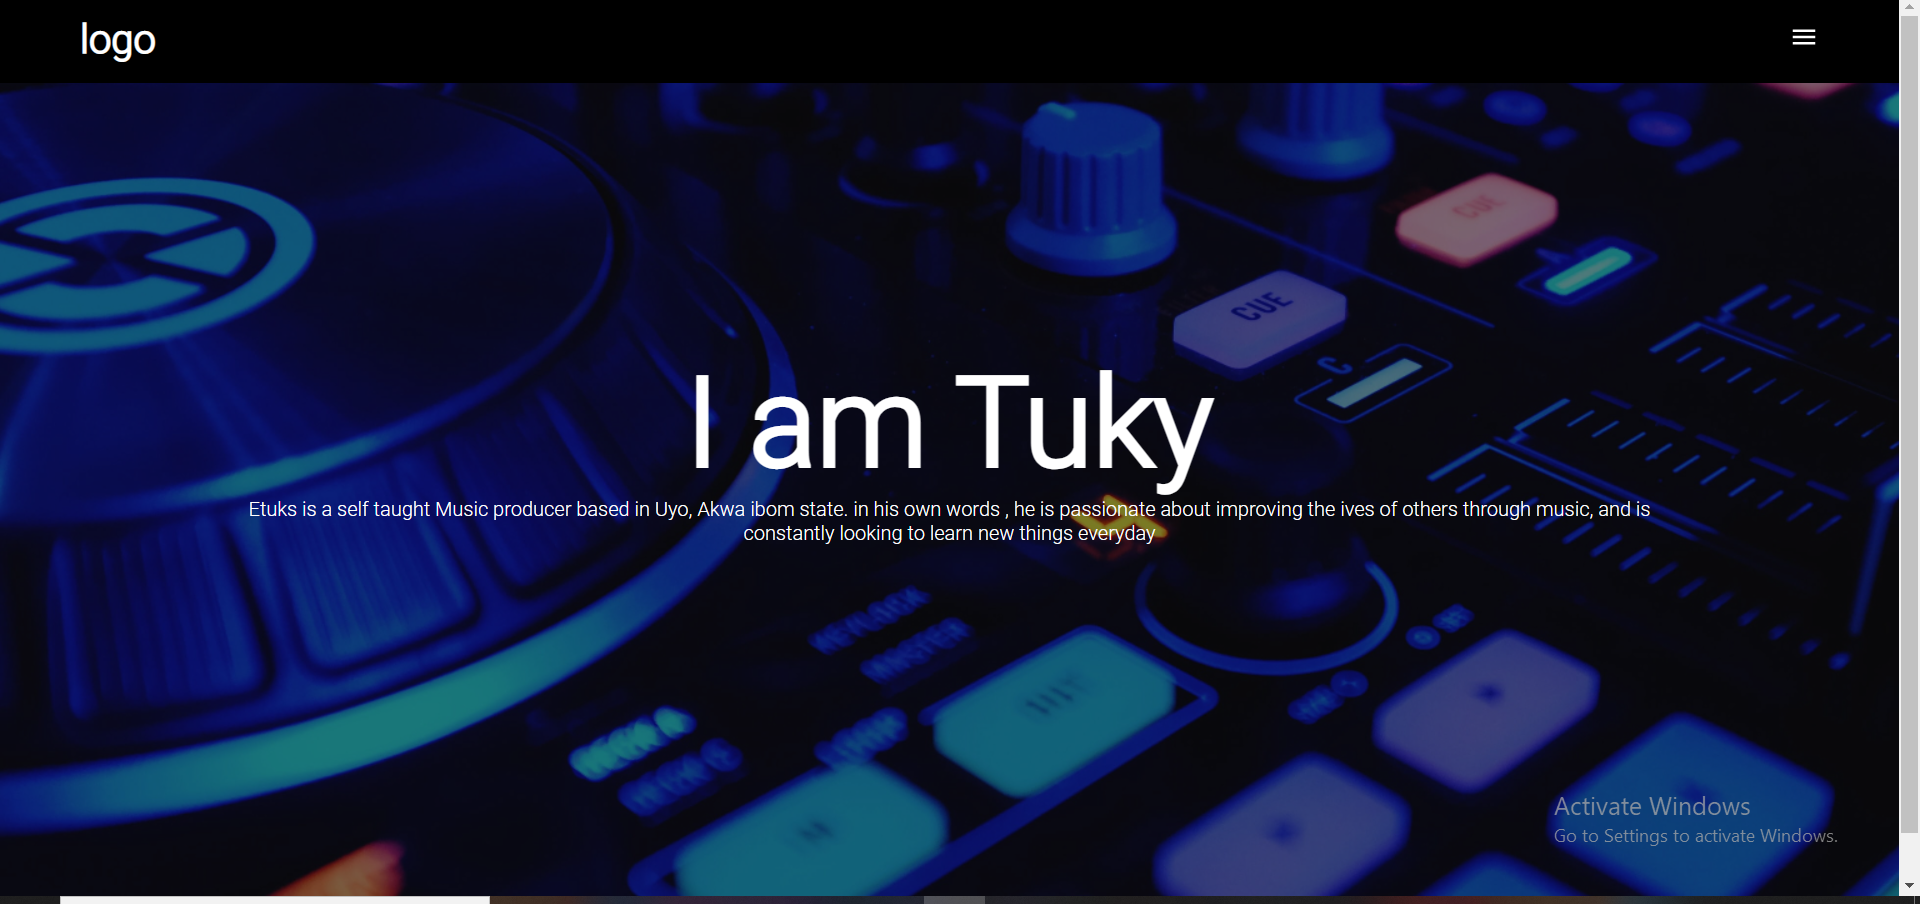 logo
CUE
CUE
C
I am Tuky
Etuks is a self taught Music producer based in Uyo, Akwa ibom state. in his own words , he is passionate about improving the ives of others through music, and is
constantly looking to learn new things everyday
KEYLOCK
MASTER
Activate Windows
Go to Settings to activate Windows.